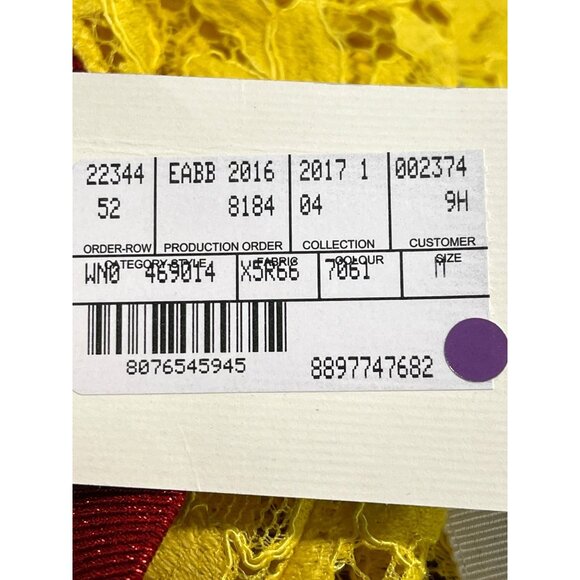 22344 EABB 2016 2017 1 002374
52 8184 04 9H
ORDER-ROW PRODUCTION ORDER COLLECTION CUSTOMER
CATEGORY-STYLE FABRIC COLOUR SIZE
WN0 469014 X5R66 7061 M
8076545945 8897747682